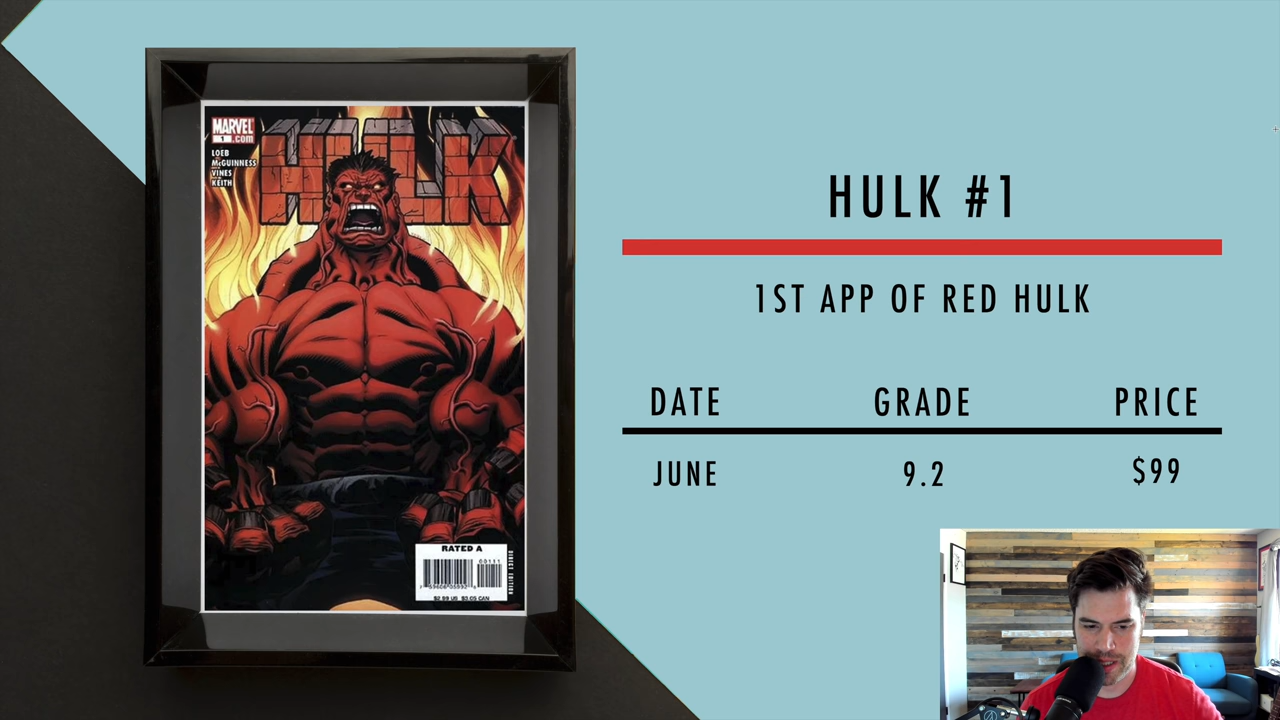 MARVEL
1 .com
LOEB
McGUINNESS
VINES
KEITH
HULK
RATED A
00111
DIRECT EDITION
$2.99 US $3.05 CAN
HULK #1
1ST APP OF RED HULK
DATE GRADE PRICE
JUNE 9.2 $99